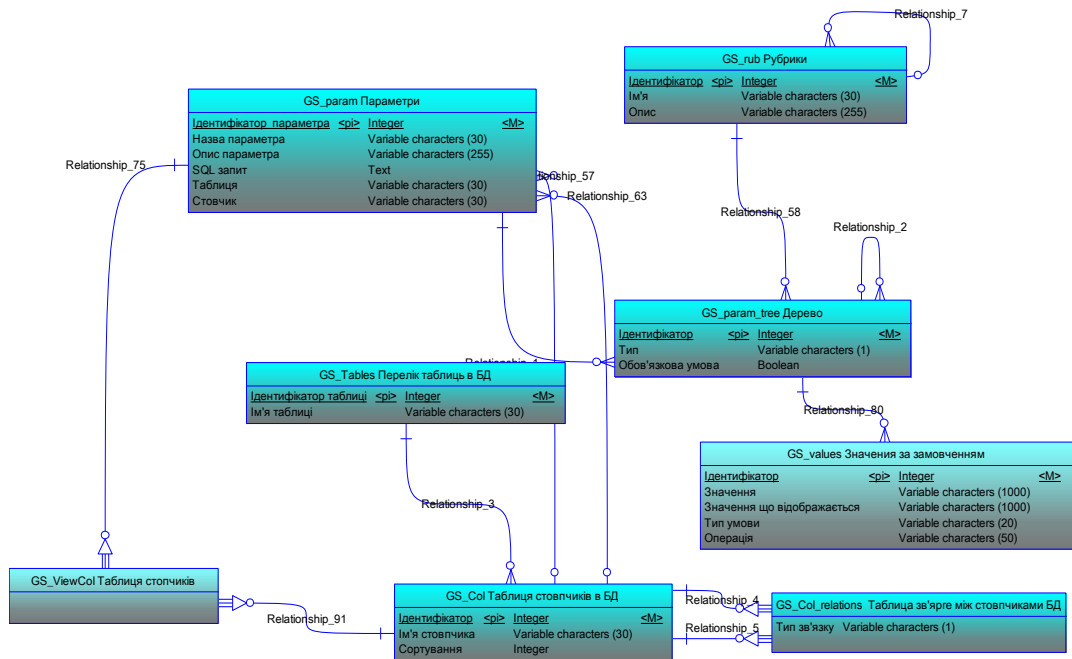 Relationship_7
GS_rub Рубрики
Ідентифікатор <pi> Integer <M>
Ім'я Variable characters (30)
Опис Variable characters (255)
GS_param Параметри
Ідентифікатор параметра <pi> Integer <M>
Назва параметра Variable characters (30)
Опис параметра Variable characters (255)
SQL запит Text
Таблиця Variable characters (30)
Стовчик Variable characters (30)
Relationship_75
ionship_57
Relationship_63
Relationship_58
Relationship_2
GS_param_tree Дерево
Ідентифікатор <pi> Integer <M>
Тип Variable characters (1)
Обов'язкова умова Boolean
Relationship_1
GS_Tables Перелік таблиць в БД
Ідентифікатор таблиці <pi> Integer <M>
Ім'я таблиці Variable characters (30)
Relationship_80
GS_values Значення за замовченням
Ідентифікатор <pi> Integer <M>
Значення Variable characters (1000)
Значення що відображається Variable characters (1000)
Тип умови Variable characters (20)
Операція Variable characters (50)
Relationship_3
GS_ViewCol Таблиця стопчиків
Relationship_91
GS_Col Таблиця стовпчиків в БД
Ідентифікатор <pi> Integer <M>
Ім'я стовпчика Variable characters (30)
Сортування Integer
Relationship_4
Relationship_5
GS_Col_relations Таблиця зв'яргє між стовпчиками БД
Тип зв'язку Variable characters (1)